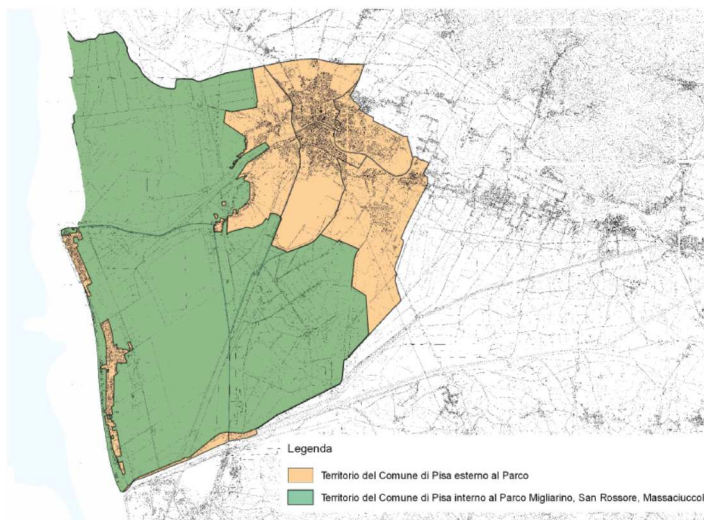 Legenda
Territorio del Comune di Pisa esterno al Parco
Territorio del Comune di Pisa interno al Parco Migliarino, San Rossore, Massaciuccol